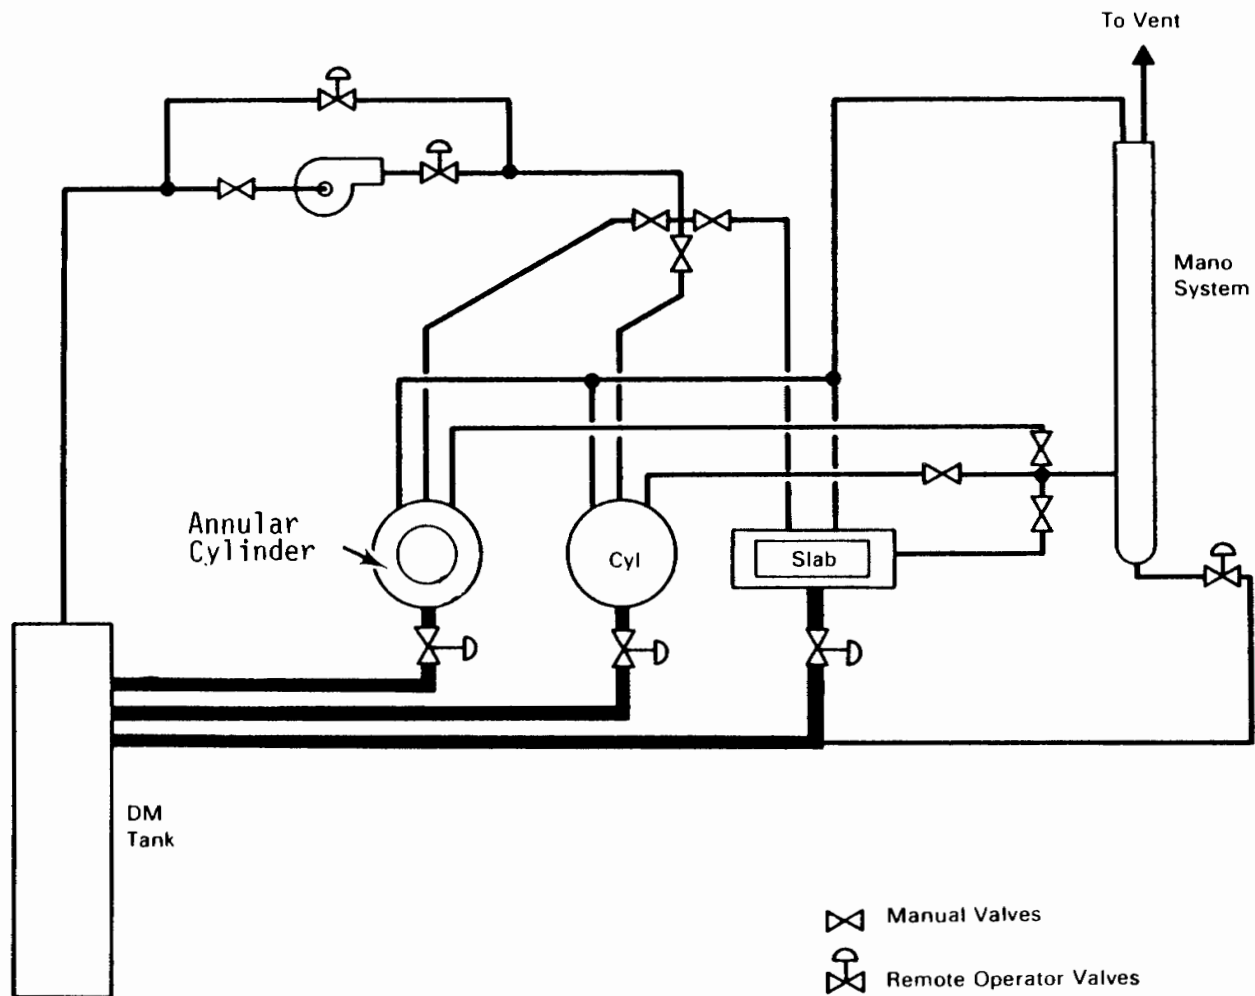 To Vent
Mano
System
Annular
Cylinder
Cyl
Slab
DM
Tank
Manual Valves
Remote Operator Valves